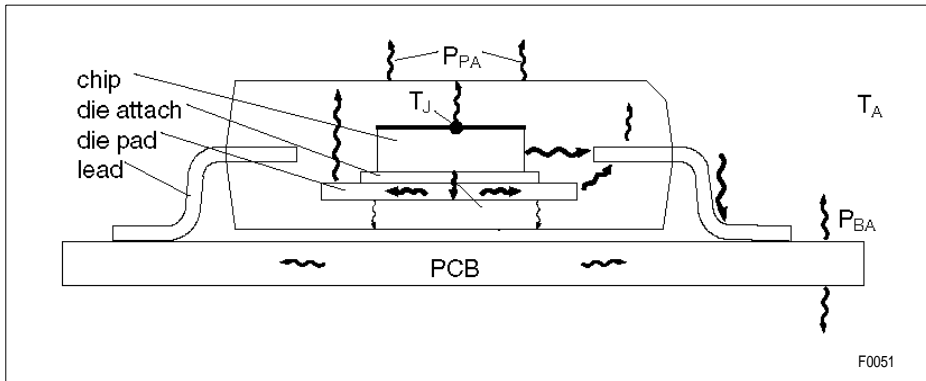 P_PA
chip
die attach
die pad
lead
T_J
T_A
P_BA
PCB
F0051